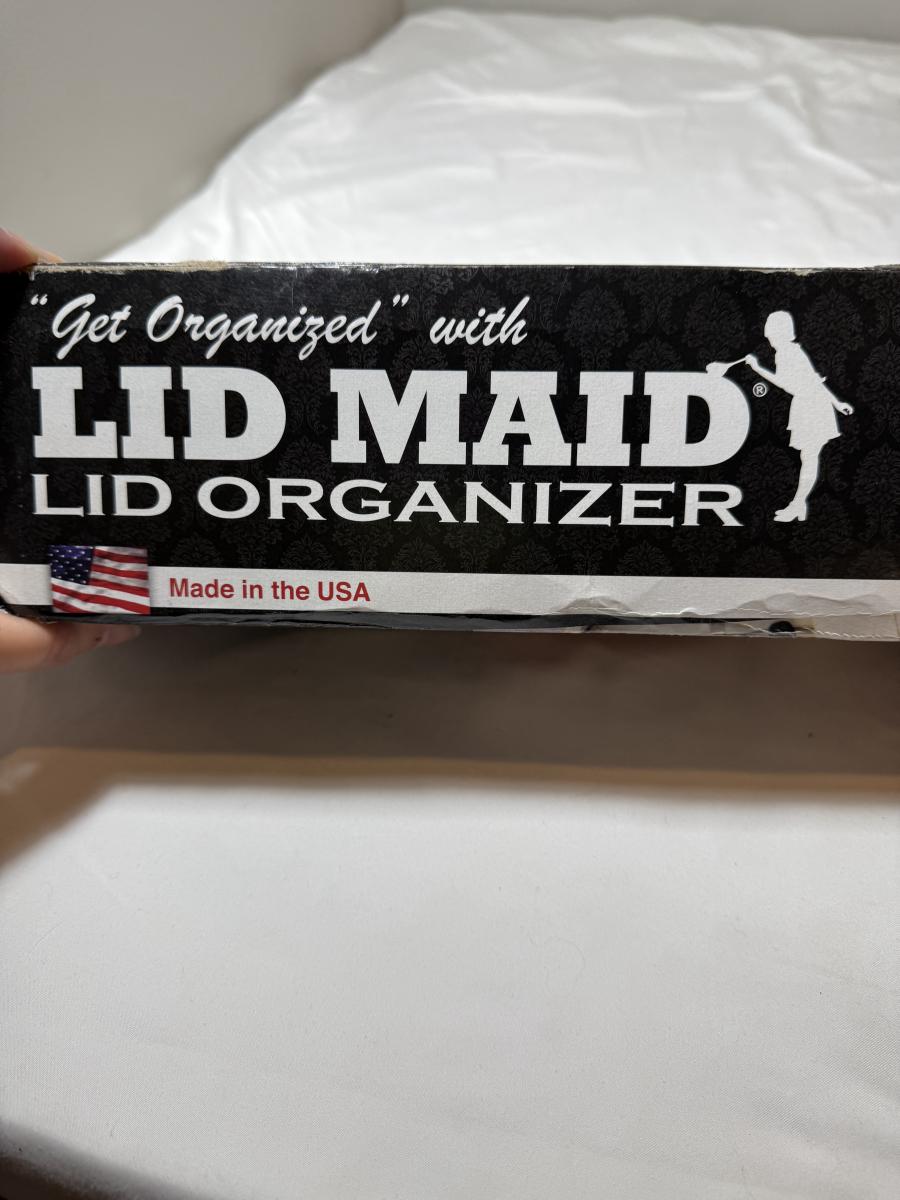 “Get Organized” with
LID MAID®
LID ORGANIZER
Made in the USA